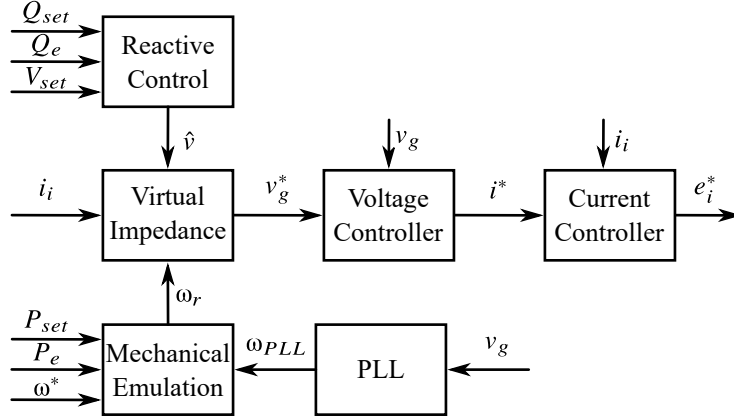 Q_set
Q_e
V_set
Reactive
Control
v̂
v_g
i_i
i_i
Virtual
Impedance
v_g^*
Voltage
Controller
i^*
Current
Controller
e_i^*
ω_r
P_set
P_e
ω^*
Mechanical
Emulation
ω_PLL
PLL
v_g